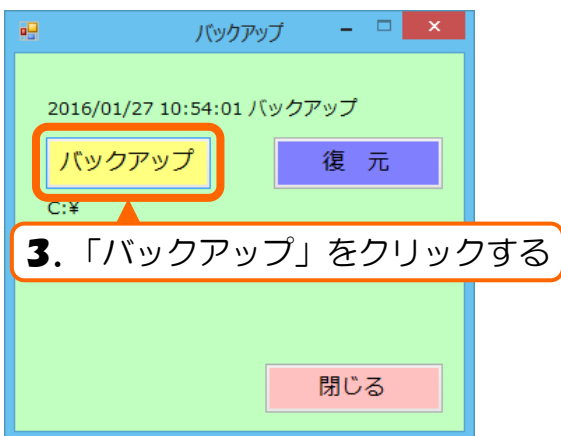 バックアップ
2016/01/27 10:54:01 バックアップ
バックアップ
復 元
C:¥
3.「バックアップ」をクリックする
閉じる